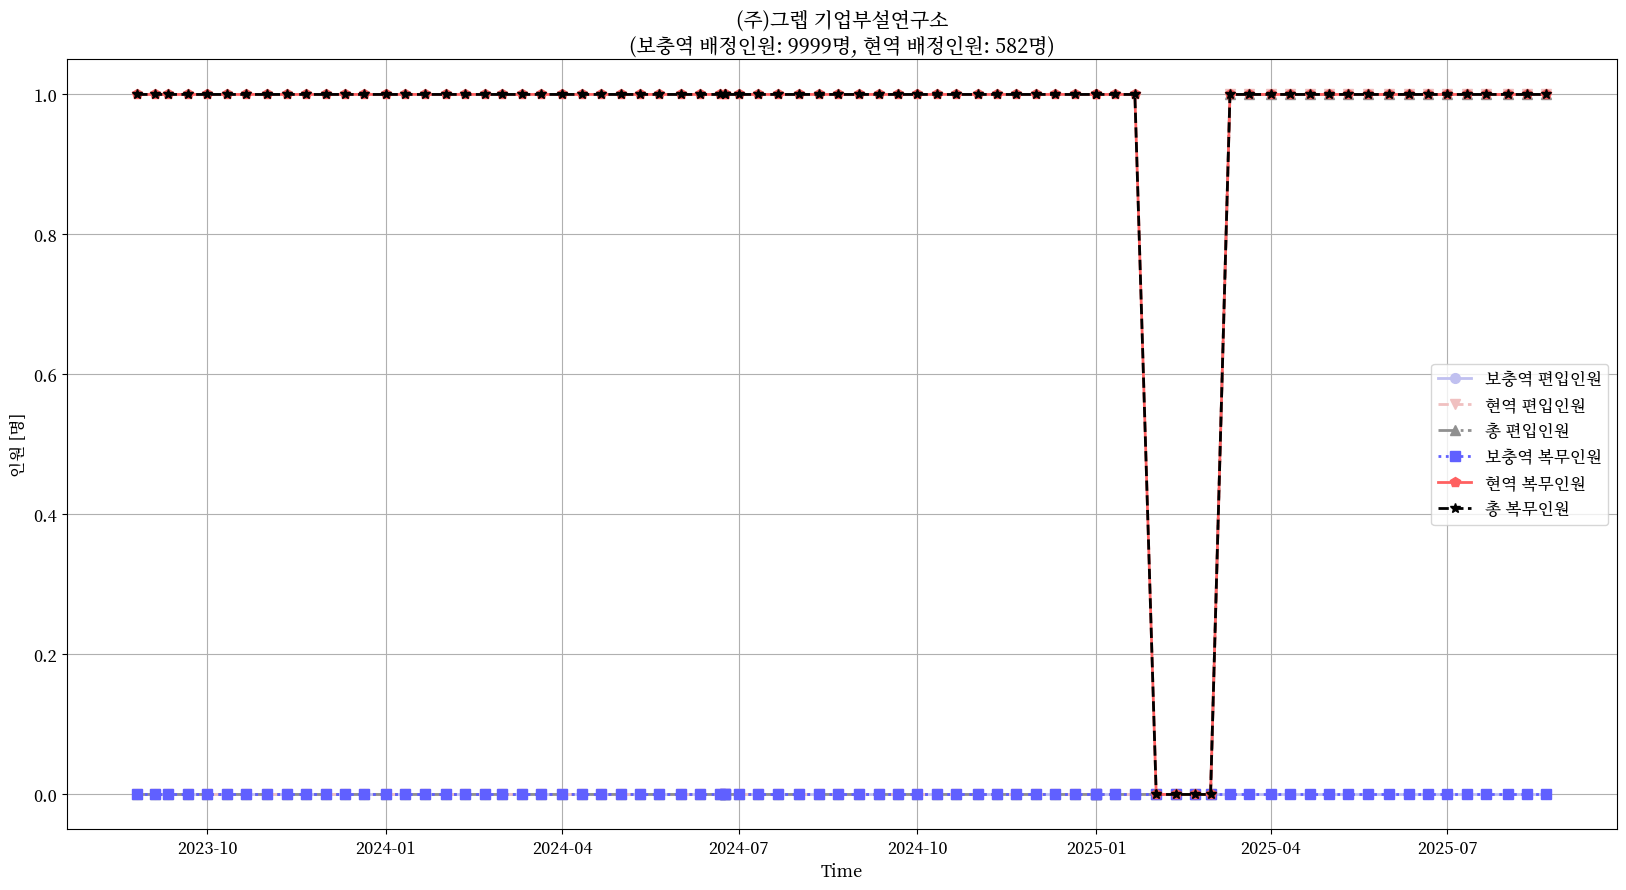 (주)그렙 기업부설연구소
(보충역 배정인원: 9999명, 현역 배정인원: 582명)
1.0
0.8
0.6
0.4
0.2
0.0
인원 [명]
보충역 편입인원
현역 편입인원
총 편입인원
보충역 복무인원
현역 복무인원
총 복무인원
2023-10
2024-01
2024-04
2024-07
2024-10
2025-01
2025-04
2025-07
Time